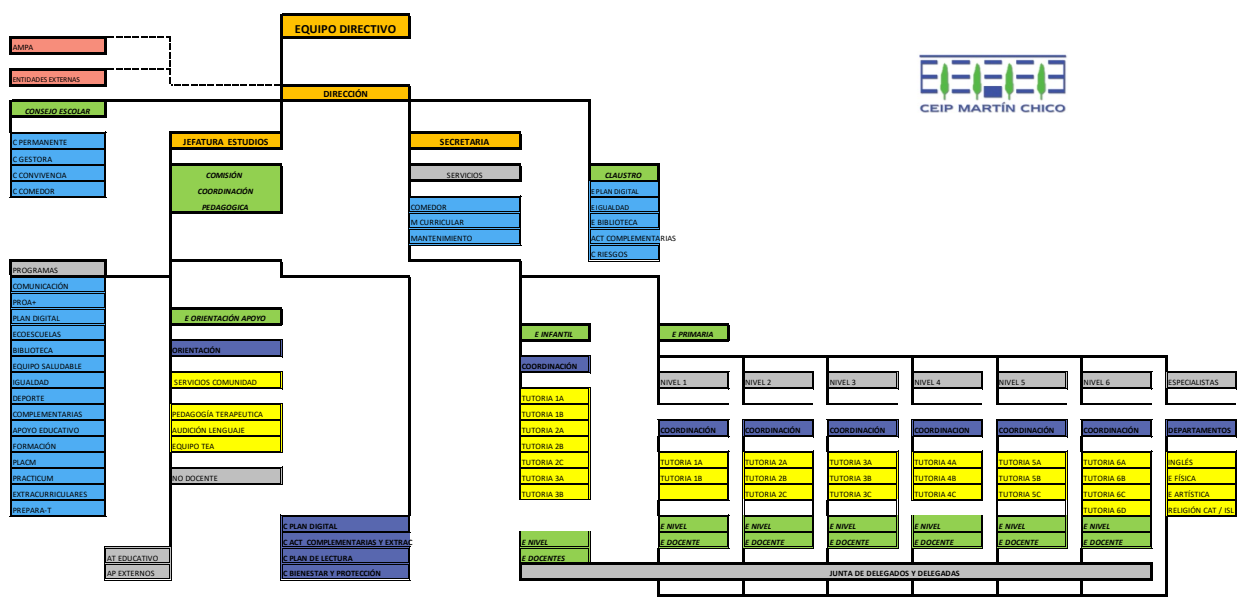 EQUIPO DIRECTIVO
AMPA
ENTIDADES EXTERNAS
DIRECCIÓN
CEIP MARTÍN CHICO
CONSEJO ESCOLAR
C PERMANENTE
C GESTORA
C CONVIVENCIA
C COMEDOR
JEFATURA ESTUDIOS
COMISIÓN
COORDINACIÓN
PEDAGOGICA
SECRETARIA
SERVICIOS
COMEDOR
M CURRICULAR
MANTENIMIENTO
CLAUSTRO
E PLAN DIGITAL
E IGUALDAD
E BIBLIOTECA
ACT COMPLEMENTARIAS
C RIESGOS
PROGRAMAS
COMUNICACIÓN
PROA+
PLAN DIGITAL
ECOESCUELAS
BIBLIOTECA
EQUIPO SALUDABLE
IGUALDAD
DEPORTE
COMPLEMENTARIAS
APOYO EDUCATIVO
FORMACIÓN
PLACM
PRACTICUM
EXTRACURRICULARES
PREPARA-T
E ORIENTACIÓN APOYO
ORIENTACIÓN
SERVICIOS COMUNIDAD
PEDAGOGÍA TERAPEUTICA
AUDICIÓN LENGUAJE
EQUIPO TEA
NO DOCENTE
AT EDUCATIVO
AP EXTERNOS
C PLAN DIGITAL
C ACT COMPLEMENTARIAS Y EXTRAC
C PLAN DE LECTURA
C BIENESTAR Y PROTECCIÓN
E INFANTIL
COORDINACIÓN
TUTORIA 1A
TUTORIA 1B
TUTORIA 2A
TUTORIA 2B
TUTORIA 2C
TUTORIA 3A
TUTORIA 3B
E NIVEL
E DOCENTES
E PRIMARIA
NIVEL 1
COORDINACIÓN
TUTORIA 1A
TUTORIA 1B
E NIVEL
E DOCENTE
NIVEL 2
COORDINACIÓN
TUTORIA 2A
TUTORIA 2B
TUTORIA 2C
E NIVEL
E DOCENTE
NIVEL 3
COORDINACIÓN
TUTORIA 3A
TUTORIA 3B
TUTORIA 3C
E NIVEL
E DOCENTE
NIVEL 4
COORDINACION
TUTORIA 4A
TUTORIA 4B
TUTORIA 4C
E NIVEL
E DOCENTE
NIVEL 5
COORDINACIÓN
TUTORIA 5A
TUTORIA 5B
TUTORIA 5C
E NIVEL
E DOCENTE
NIVEL 6
COORDINACIÓN
TUTORIA 6A
TUTORIA 6B
TUTORIA 6C
TUTORIA 6D
E NIVEL
E DOCENTE
ESPECIALISTAS
DEPARTAMENTOS
INGLÉS
E FÍSICA
E ARTÍSTICA
RELIGIÓN CAT / ISL
JUNTA DE DELEGADOS Y DELEGADAS